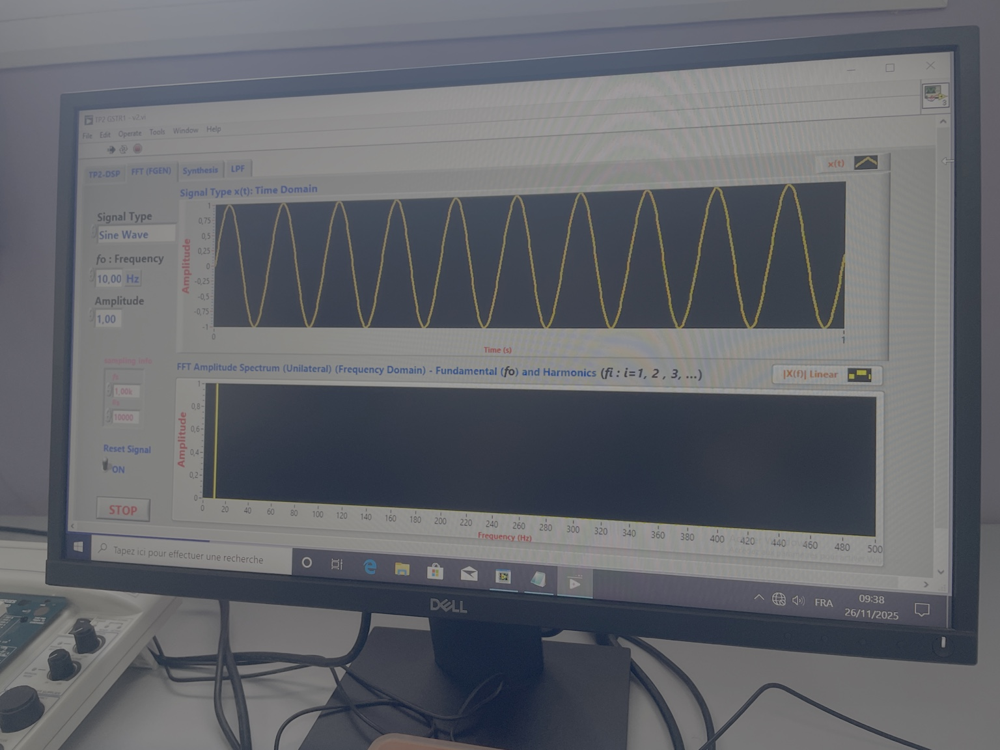 TP2 GSTR1 - v2.vi
File Edit Operate Tools Window Help
3
TP2-DSP FFT (FGEN) Synthesis LPF
x(t)
Signal Type x(t): Time Domain
Signal Type
Sine Wave
fo : Frequency
10,00 Hz
Amplitude
1,00
Amplitude
1
0,75
0,5
0,25
0
-0,25
-0,5
-0,75
-1
0 1
Time (s)
sampling info
fs
1,00k
#s
10000
Reset Signal
ON
STOP
FFT Amplitude Spectrum (Unilateral) (Frequency Domain) - Fundamental (fo) and Harmonics (fi : i=1, 2 , 3, ...)
|X(f)| Linear
Amplitude
1
0,8
0,6
0,4
0,2
0
0 20 40 60 80 100 120 140 160 180 200 220 240 260 280 300 320 340 360 380 400 420 440 460 480 500
Frequency (Hz)
Tapez ici pour effectuer une recherche
FRA
09:38
26/11/2025
DELL